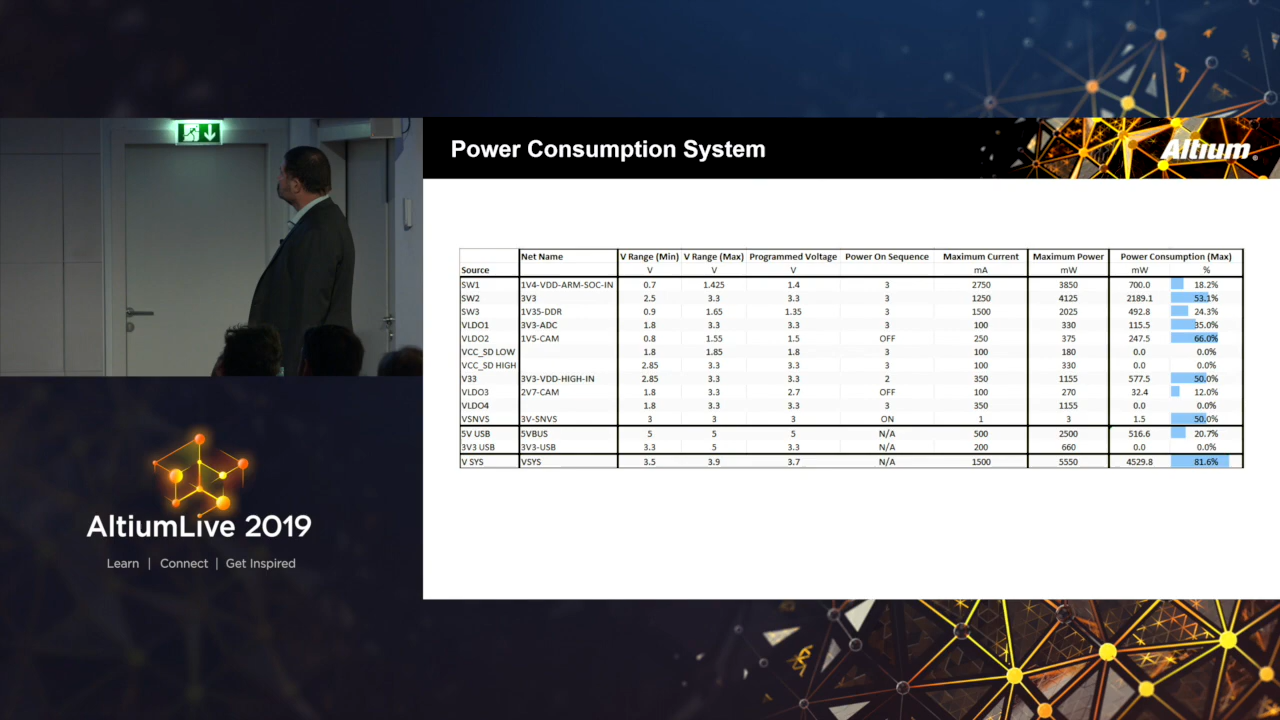 Power Consumption System
Altium®
Net Name V Range (Min) V Range (Max) Programmed Voltage Power On Sequence Maximum Current Maximum Power Power Consumption (Max)
Source V V V mA mW mW %
SW1 1V4-VDD-ARM-SOC-IN 0.7 1.425 1.4 3 2750 3850 700.0 18.2%
SW2 3V3 2.5 3.3 3.3 3 1250 4125 2189.1 53.1%
SW3 1V35-DDR 0.9 1.65 1.35 3 1500 2025 492.8 24.3%
VLDO1 3V3-ADC 1.8 3.3 3.3 3 100 330 115.5 35.0%
VLDO2 1V5-CAM 0.8 1.55 1.5 OFF 250 375 247.5 66.0%
VCC_SD LOW 1.8 1.85 1.8 3 100 180 0.0 0.0%
VCC_SD HIGH 2.85 3.3 3.3 3 100 330 0.0 0.0%
V33 3V3-VDD-HIGH-IN 2.85 3.3 3.3 2 350 1155 577.5 50.0%
VLDO3 2V7-CAM 1.8 3.3 2.7 OFF 100 270 32.4 12.0%
VLDO4 1.8 3.3 3.3 3 350 1155 0.0 0.0%
VSNVS 3V-SNVS 3 3 3 ON 1 3 1.5 50.0%
5V USB 5VBUS 5 5 5 N/A 500 2500 516.6 20.7%
3V3 USB 3V3-USB 3.3 5 3.3 N/A 200 660 0.0 0.0%
V SYS VSYS 3.5 3.9 3.7 N/A 1500 5550 4529.8 81.6%
AltiumLive 2019
Learn | Connect | Get Inspired